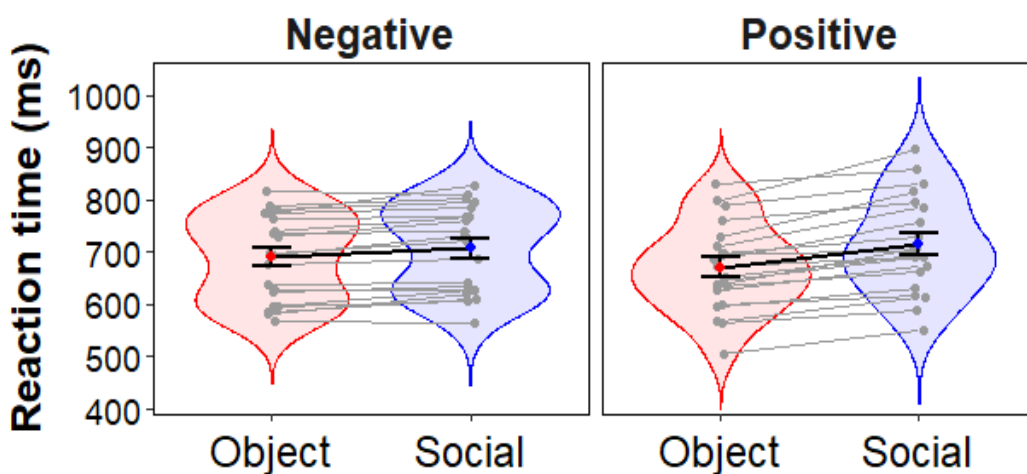 Negative
Positive
Reaction time (ms)
1000
900
800
700
600
500
400
Object
Social
Object
Social